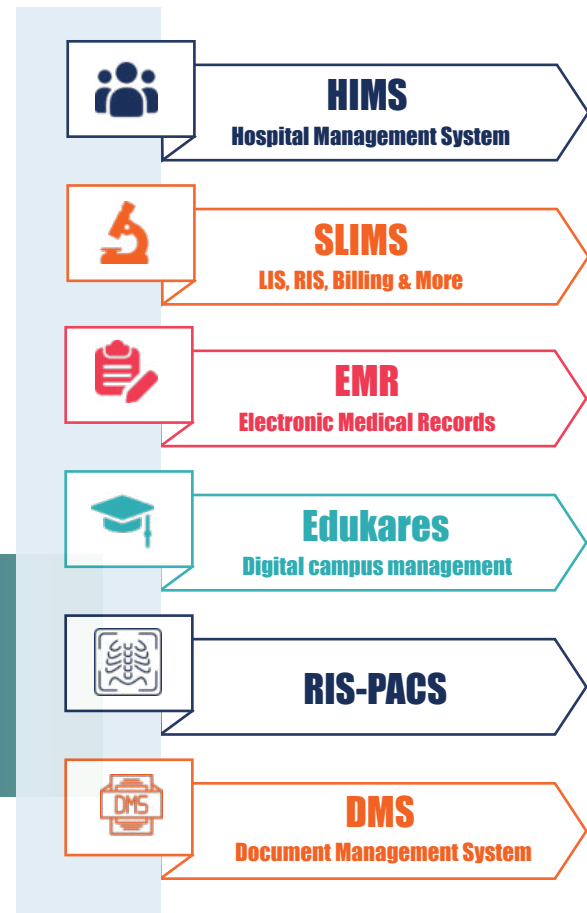 HIMS
Hospital Management System
SLIMS
LIS, RIS, Billing & More
EMR
Electronic Medical Records
Edukares
Digital campus management
RIS-PACS
DMS
DMS
Document Management System